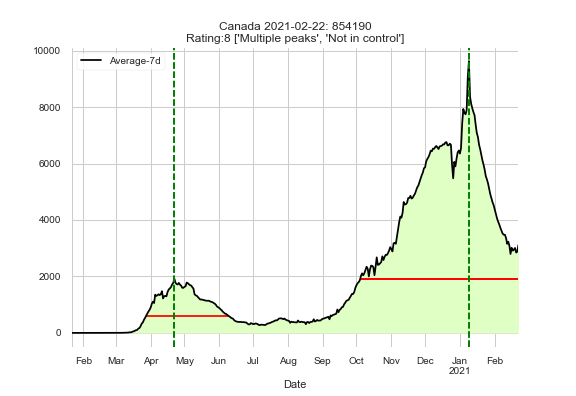 Canada 2021-02-22: 854190
Rating:8 ['Multiple peaks', 'Not in control']
10000
Average-7d
8000
6000
4000
2000
0
Feb Mar Apr May Jun Jul Aug Sep Oct Nov Dec Jan Feb
2021
Date